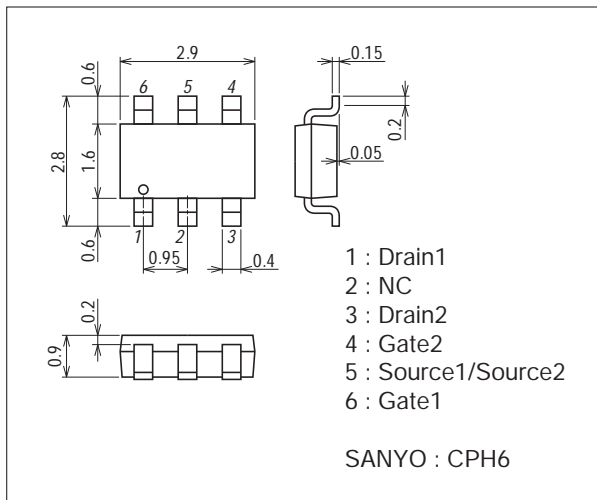 2.9
0.15
0.6
6
5
4
0.2
2.8
1.6
0.05
0.6
1
2
3
0.95
0.4
1 : Drain1
2 : NC
3 : Drain2
4 : Gate2
5 : Source1/Source2
6 : Gate1
0.2
0.9
SANYO : CPH6